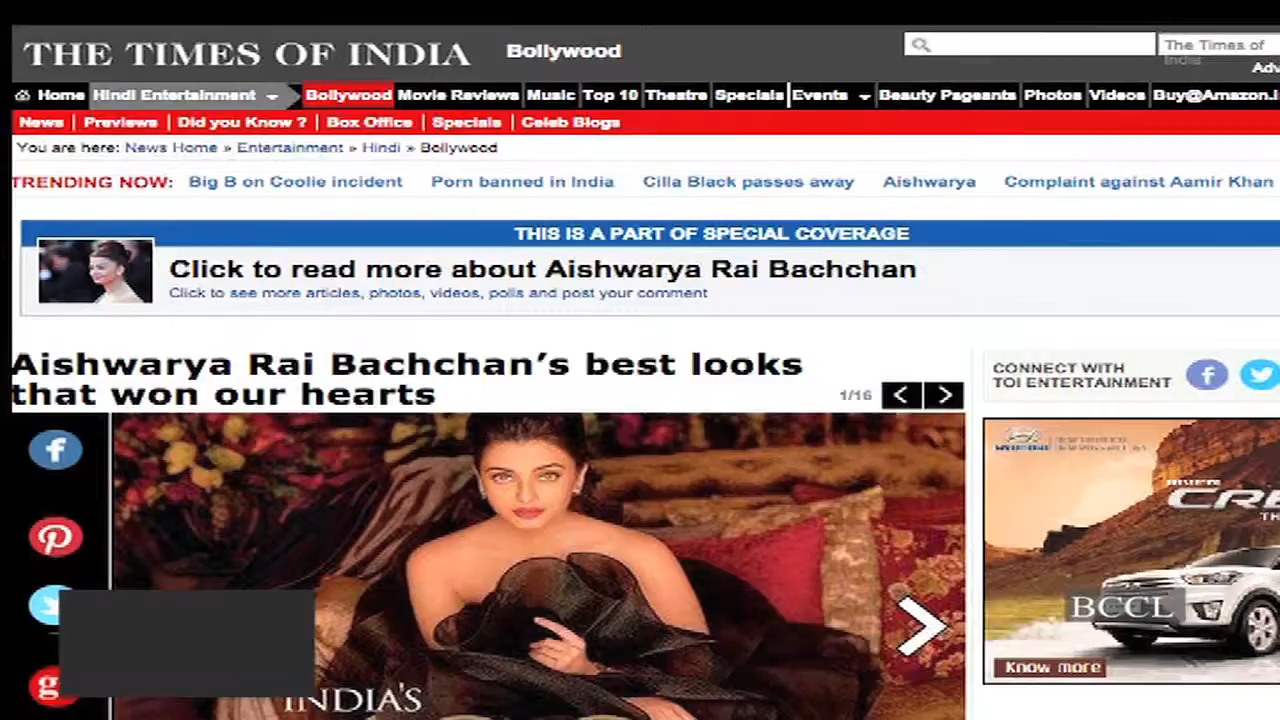 THE TIMES OF INDIA Bollywood
The Times of India
Home Hindi Entertainment Bollywood Movie Reviews Music Top 10 Theatre Specials Events Beauty Pageants Photos Videos Buy@Amazon.i
News | Previews | Did you Know ? | Box Office | Specials | Celeb Blogs
You are here: News Home » Entertainment » Hindi » Bollywood
TRENDING NOW: Big B on Coolie incident Porn banned in India Cilla Black passes away Aishwarya Complaint against Aamir Khan
THIS IS A PART OF SPECIAL COVERAGE
Click to read more about Aishwarya Rai Bachchan
Click to see more articles, photos, videos, polls and post your comment
Aishwarya Rai Bachchan's best looks
that won our hearts
1/16
CONNECT WITH
TOI ENTERTAINMENT
INDIA'S
BCCL
Know more